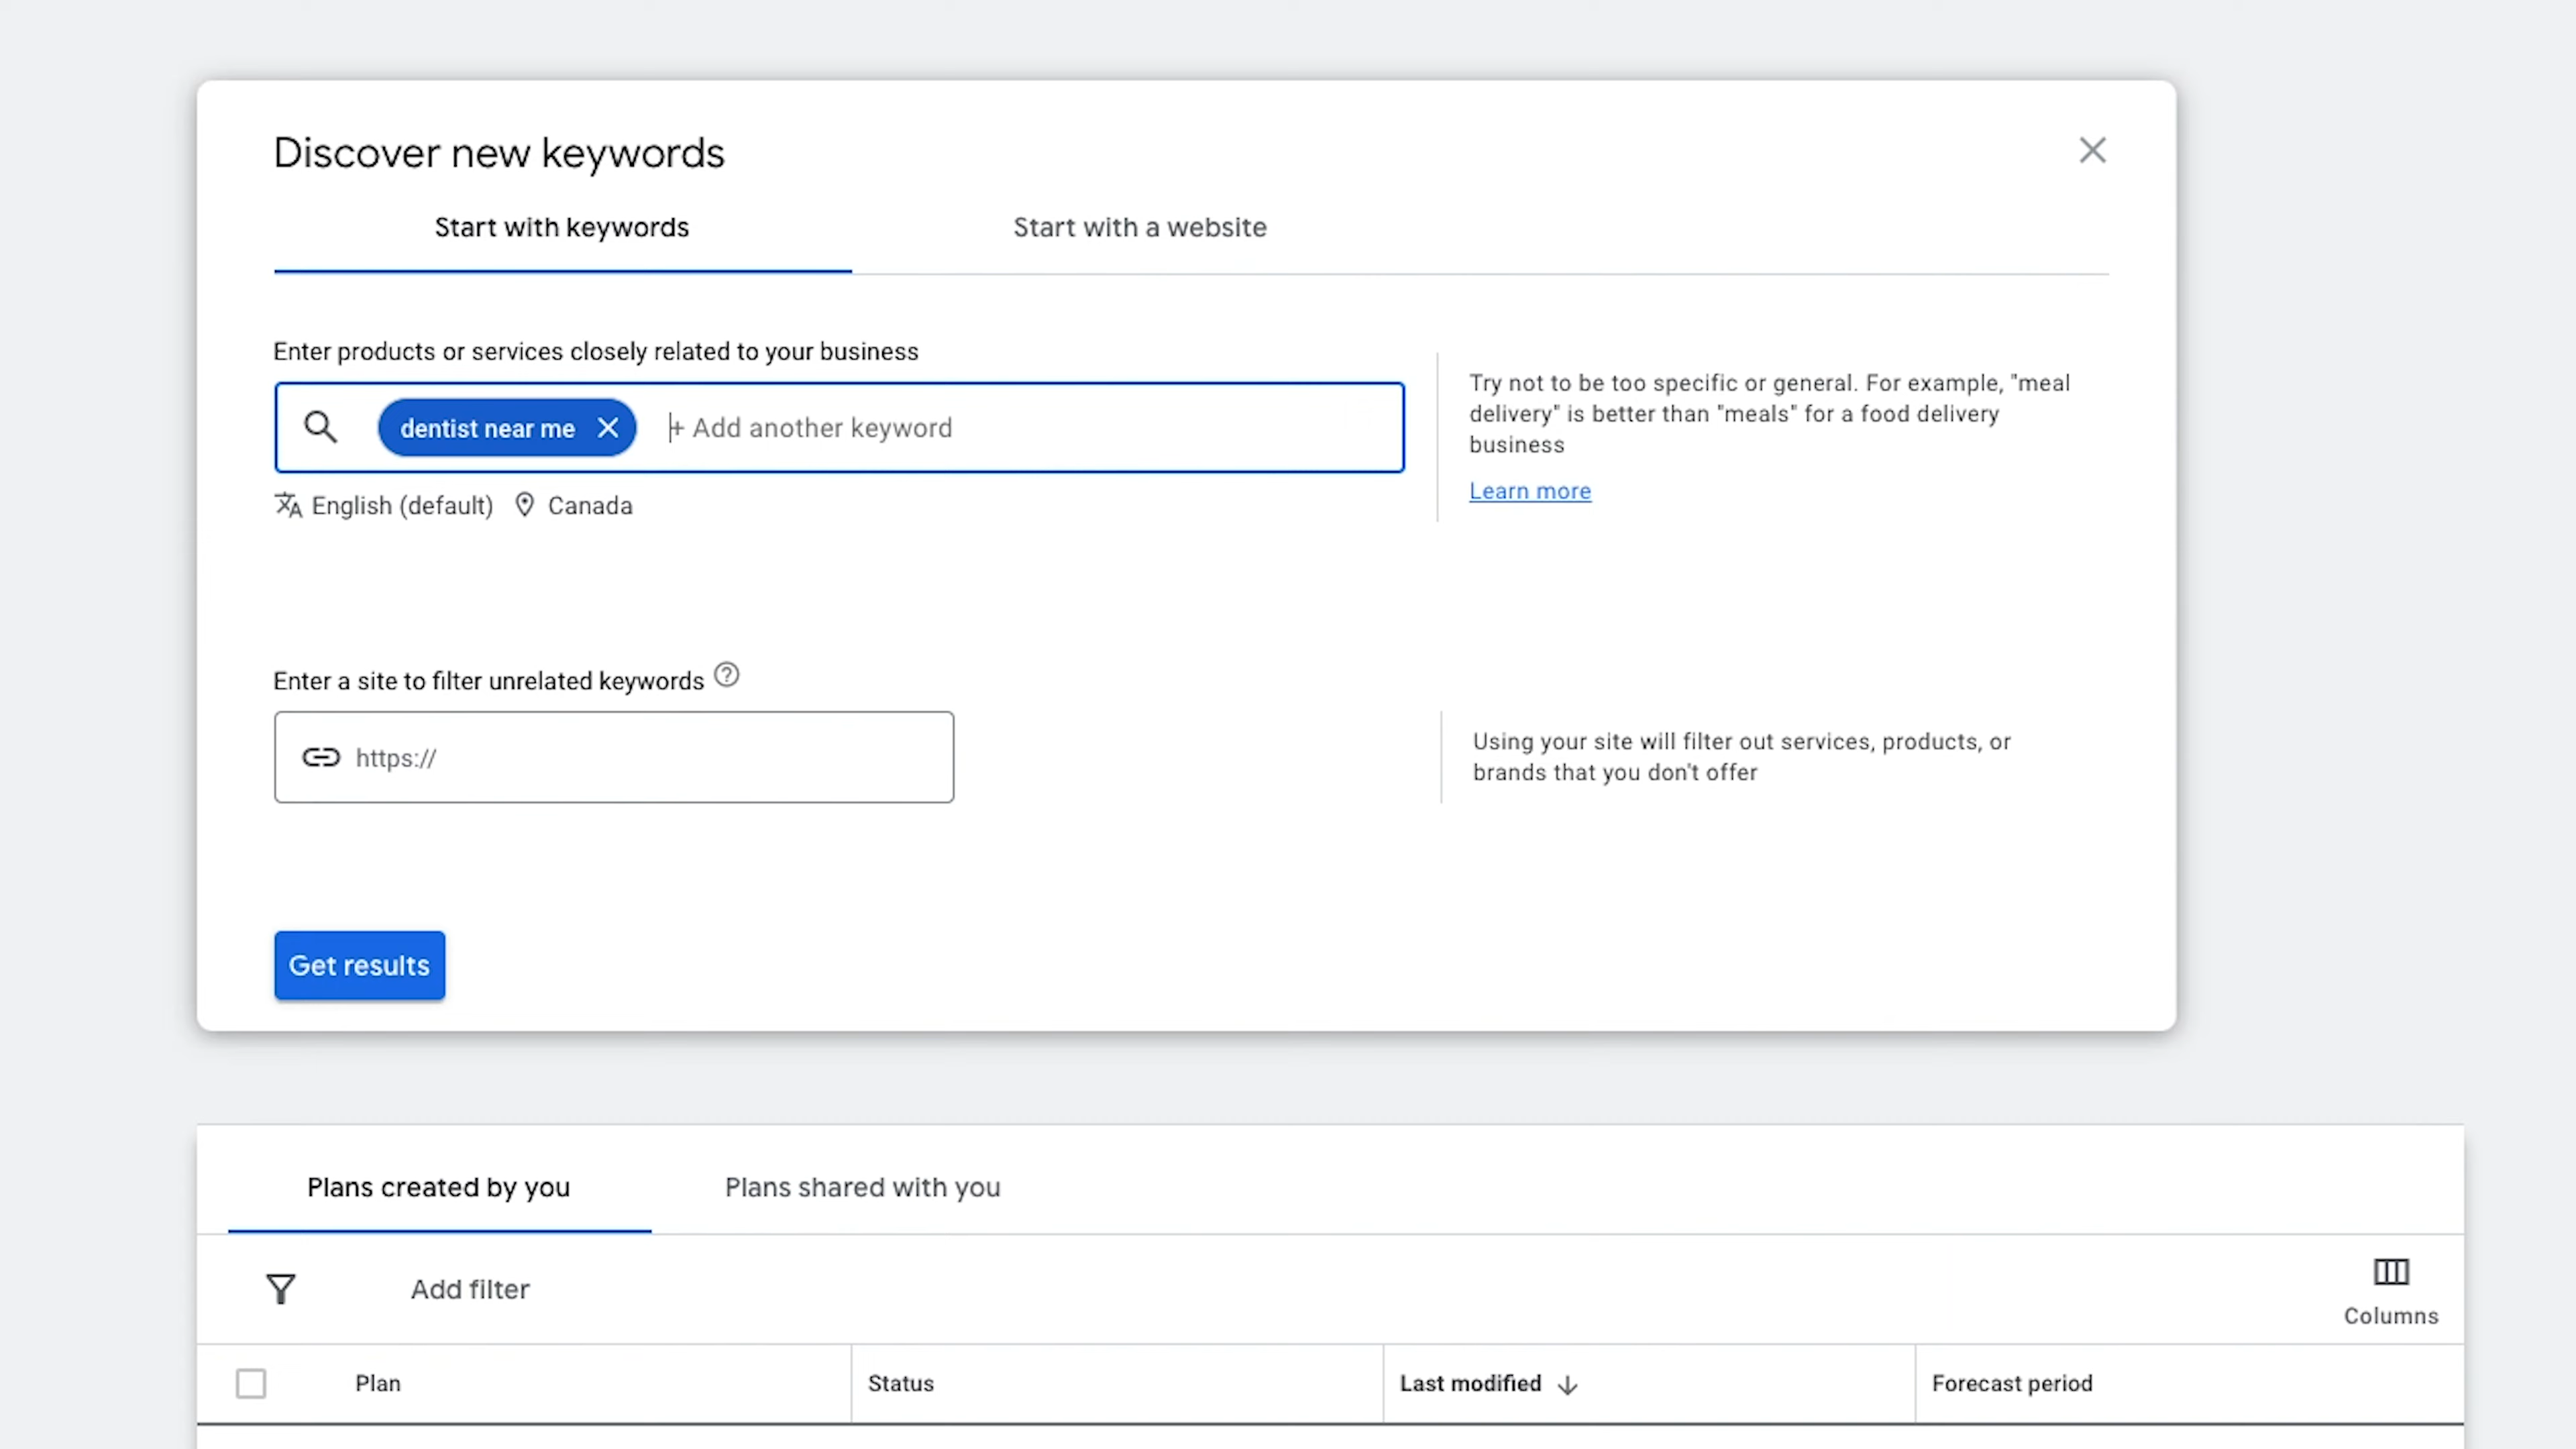 Discover new keywords
Start with keywords
Start with a website
Enter products or services closely related to your business
dentist near me
+ Add another keyword
English (default)
Canada
Try not to be too specific or general. For example, "meal
delivery" is better than "meals" for a food delivery
business
Learn more
Enter a site to filter unrelated keywords
https://
Using your site will filter out services, products, or
brands that you don't offer
Get results
Plans created by you
Plans shared with you
Add filter
Columns
Plan
Status
Last modified
Forecast period